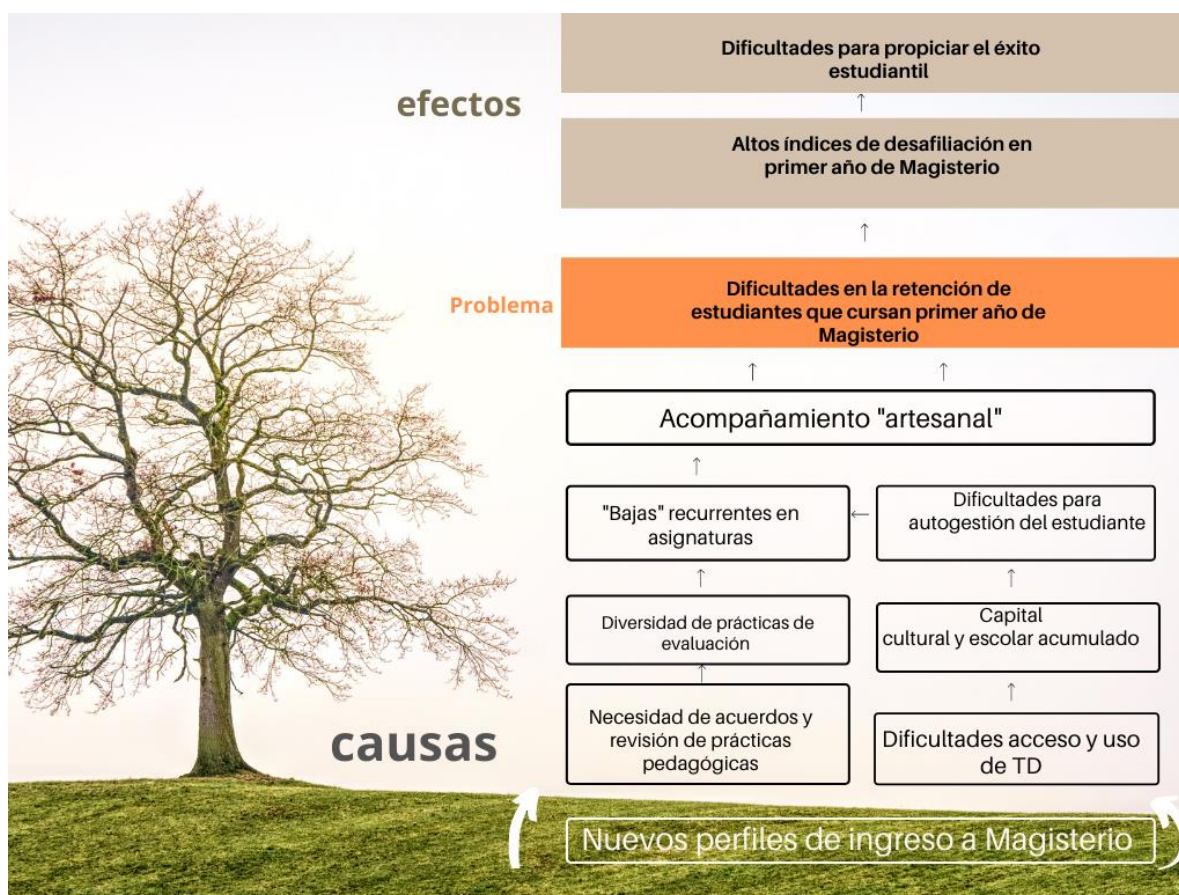 Dificultades para propiciar el éxito
estudiantil
efectos
Altos índices de desafiliación en
primer año de Magisterio
Problema
Dificultades en la retención de
estudiantes que cursan primer año de
Magisterio
Acompañamiento "artesanal"
"Bajas" recurrentes en
asignaturas
Dificultades para
autogestión del estudiante
Diversidad de prácticas de
evaluación
Capital
cultural y escolar acumulado
causas
Necesidad de acuerdos y
revisión de prácticas
pedagógicas
Dificultades acceso y uso
de TD
Nuevos perfiles de ingreso a Magisterio